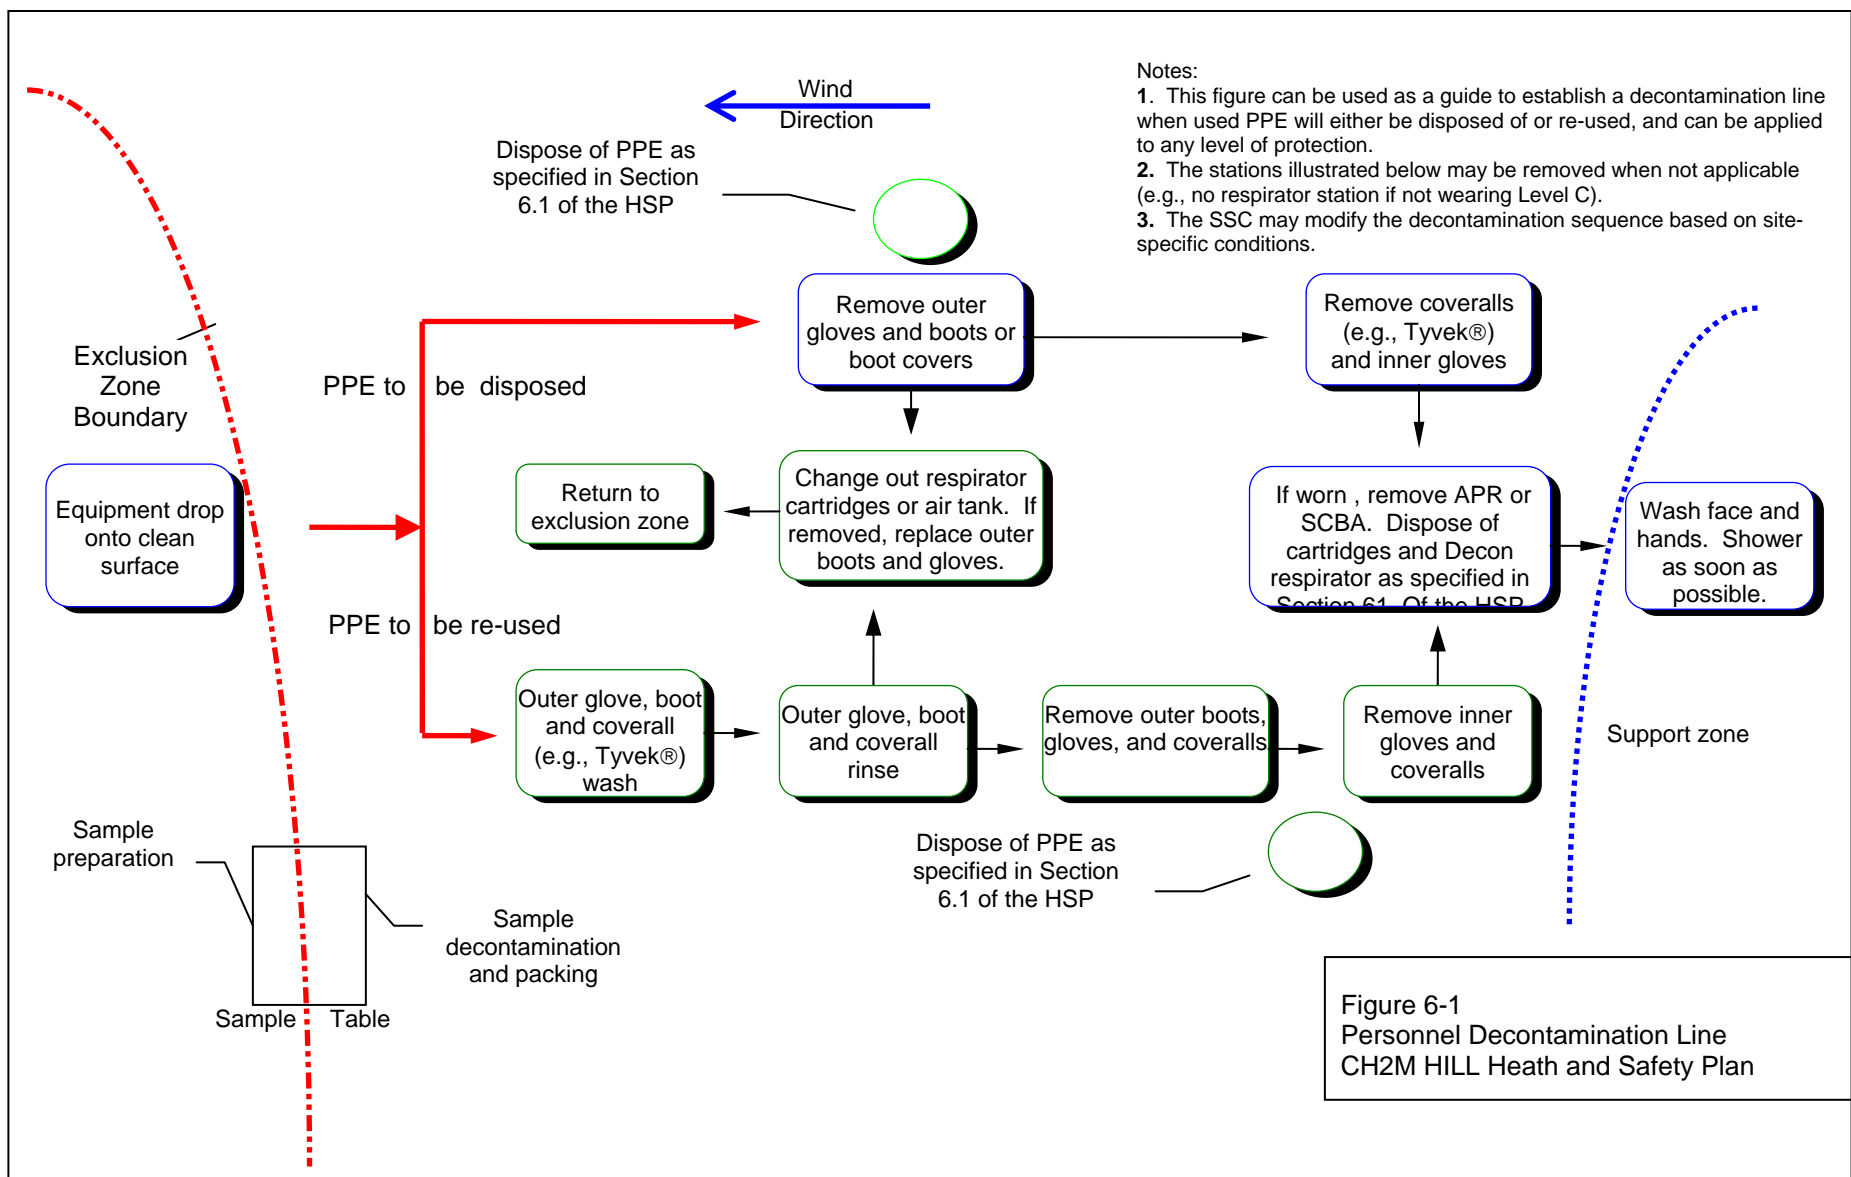 Wind
Direction
Notes:
1. This figure can be used as a guide to establish a decontamination line
when used PPE will either be disposed of or re-used, and can be applied
to any level of protection.
2. The stations illustrated below may be removed when not applicable
(e.g., no respirator station if not wearing Level C).
3. The SSC may modify the decontamination sequence based on site-
specific conditions.
Dispose of PPE as
specified in Section
6.1 of the HSP
Remove outer
gloves and boots or
boot covers
Remove coveralls
(e.g., Tyvek®)
and inner gloves
Exclusion
Zone
Boundary
PPE to be disposed
Equipment drop
onto clean
surface
Return to
exclusion zone
Change out respirator
cartridges or air tank. If
removed, replace outer
boots and gloves.
If worn , remove APR or
SCBA. Dispose of
cartridges and Decon
respirator as specified in
Section 61. Of the HSP
Wash face and
hands. Shower
as soon as
possible.
PPE to be re-used
Outer glove, boot
and coverall
(e.g., Tyvek®)
wash
Outer glove, boot
and coverall
rinse
Remove outer boots,
gloves, and coveralls
Remove inner
gloves and
coveralls
Support zone
Sample
preparation
Sample
decontamination
and packing
Sample Table
Dispose of PPE as
specified in Section
6.1 of the HSP
Figure 6-1
Personnel Decontamination Line
CH2M HILL Heath and Safety Plan